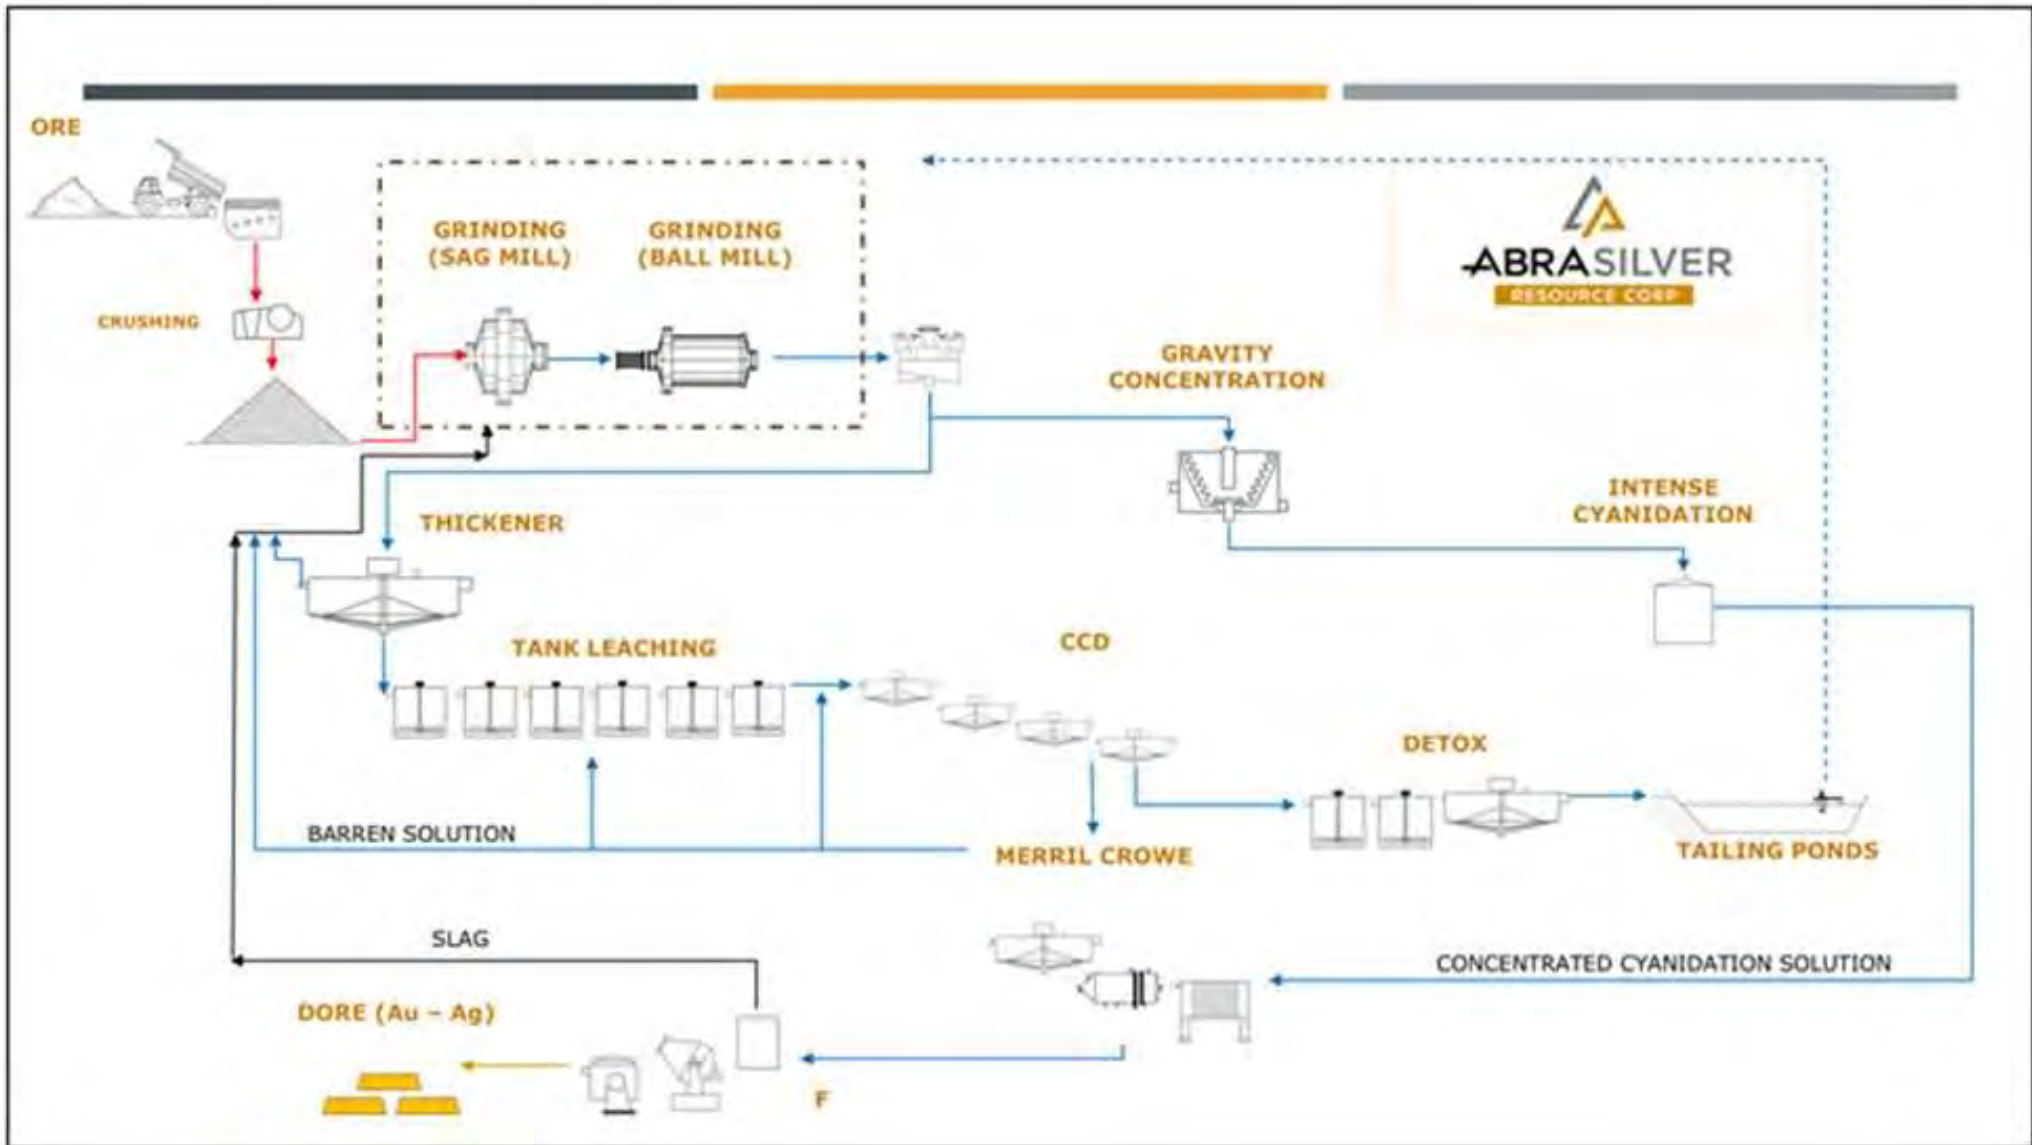 ORE
GRINDING
(SAG MILL)
GRINDING
(BALL MILL)
ABRASILVER
RESOURCE CORP
CRUSHING
GRAVITY
CONCENTRATION
INTENSE
CYANIDATION
THICKENER
TANK LEACHING
CCD
DETOX
BARREN SOLUTION
MERRIL CROWE
TAILING PONDS
SLAG
CONCENTRATED CYANIDATION SOLUTION
DORE (Au – Ag)
F